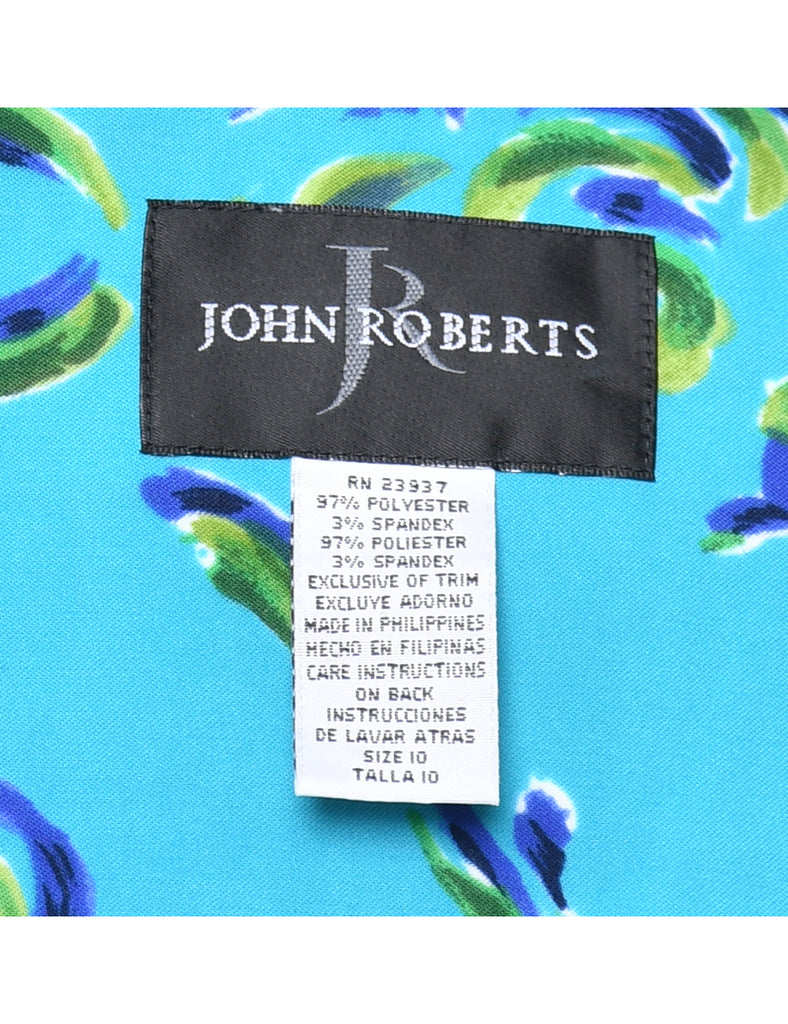 JR
JOHN ROBERTS
RN 23937
97% POLYESTER
3% SPANDEX
97% POLIESTER
3% SPANDEX
EXCLUSIVE OF TRIM
EXCLUYE ADORNO
MADE IN PHILIPPINES
HECHO EN FILIPINAS
CARE INSTRUCTIONS
ON BACK
INSTRUCCIONES
DE LAVAR ATRAS
SIZE 10
TALLA 10